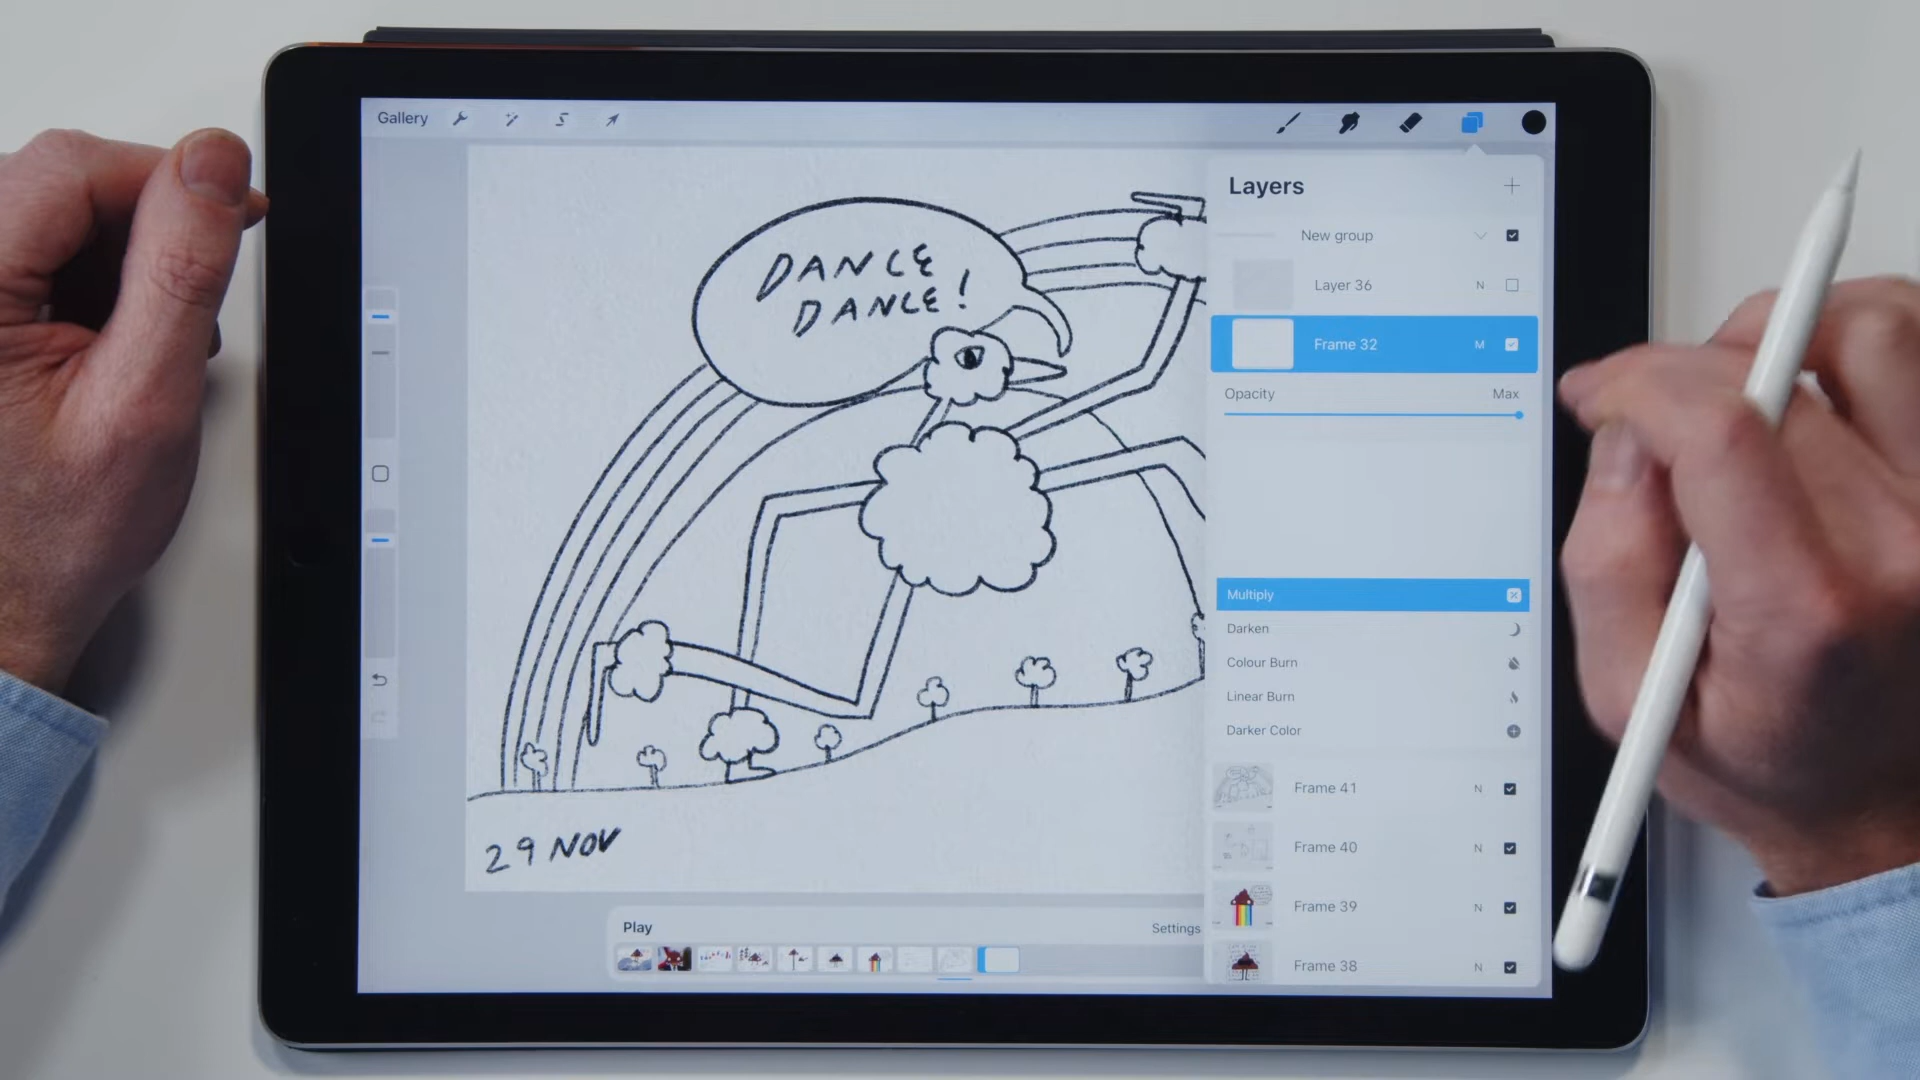 Gallery
Layers
New group
Layer 36 N
Frame 32 M
Opacity Max
DANCE
DANCE!
Multiply
Darken
Colour Burn
Linear Burn
Darker Color
Frame 41 N
Frame 40 N
Frame 39 N
Frame 38 N
29 NOV
Play Settings